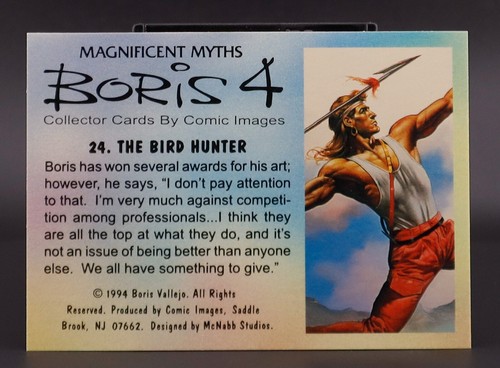 MAGNIFICENT MYTHS
BORIS 4
Collector Cards By Comic Images
24. THE BIRD HUNTER
Boris has won several awards for his art;
however, he says, "I don't pay attention
to that. I'm very much against competi-
tion among professionals...I think they
are all the top at what they do, and it's
not an issue of being better than anyone
else. We all have something to give."
© 1994 Boris Vallejo. All Rights
Reserved. Produced by Comic Images, Saddle
Brook, NJ 07662. Designed by McNabb Studios.